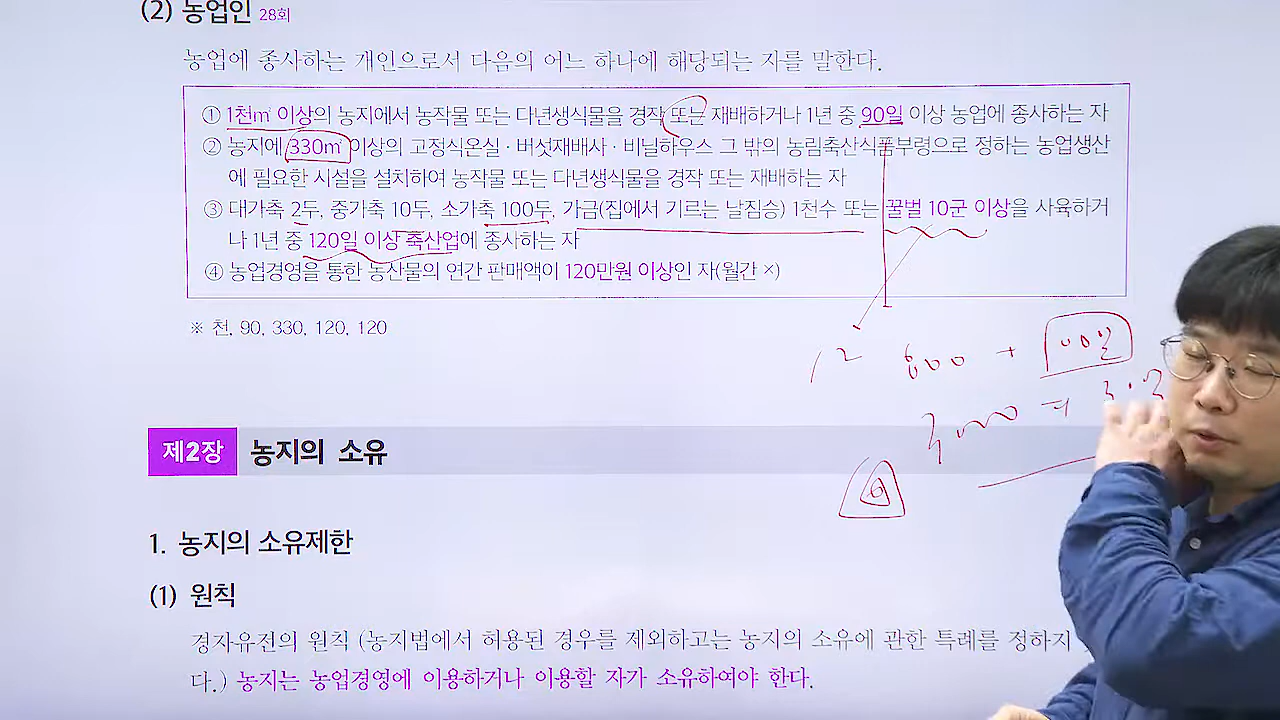 (2) 농업인 28회
농업에 종사하는 개인으로서 다음의 어느 하나에 해당되는 자를 말한다.
① 1천㎡ 이상의 농지에서 농작물 또는 다년생식물을 경작 또는 재배하거나 1년 중 90일 이상 농업에 종사하는 자
② 농지에 330㎡ 이상의 고정식온실·버섯재배사·비닐하우스 그 밖의 농림축산식품부령으로 정하는 농업생산
에 필요한 시설을 설치하여 농작물 또는 다년생식물을 경작 또는 재배하는 자
③ 대가축 2두, 중가축 10두, 소가축 100두, 가금(집에서 기르는 날짐승) 1천수 또는 꿀벌 10군 이상을 사육하거
나 1년 중 120일 이상 축산업에 종사하는 자
④ 농업경영을 통한 농산물의 연간 판매액이 120만원 이상인 자(월간 ×)
※ 천, 90, 330, 120, 120
제2장 농지의 소유
1. 농지의 소유제한
(1) 원칙
경자유전의 원칙 (농지법에서 허용된 경우를 제외하고는 농지의 소유에 관한 특례를 정하지
다.) 농지는 농업경영에 이용하거나 이용할 자가 소유하여야 한다.